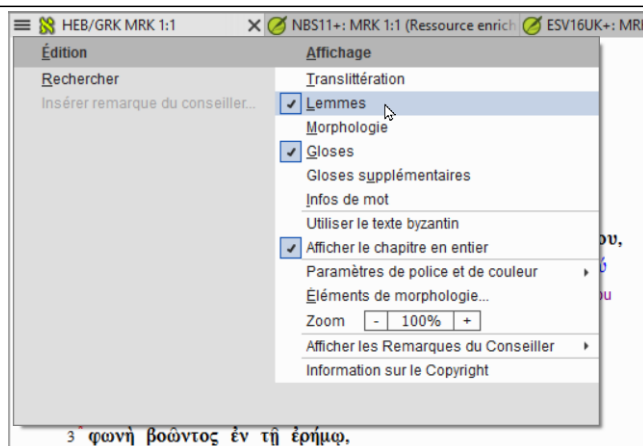 HEB/GRK MRK 1:1
NBS11+: MRK 1:1 (Ressource enrich
ESV16UK+: MRI
Édition
Rechercher
Insérer remarque du conseiller...
Affichage
Translittération
Lemmes
Morphologie
Gloses
Gloses supplémentaires
Infos de mot
Utiliser le texte byzantin
Afficher le chapitre en entier
Paramètres de police et de couleur
Éléments de morphologie...
Zoom - 100% +
Afficher les Remarques du Conseiller
Information sur le Copyright
ου,
ύ
ου
3 φωνὴ βοῶντος ἐν τῇ ἐρήμῳ,